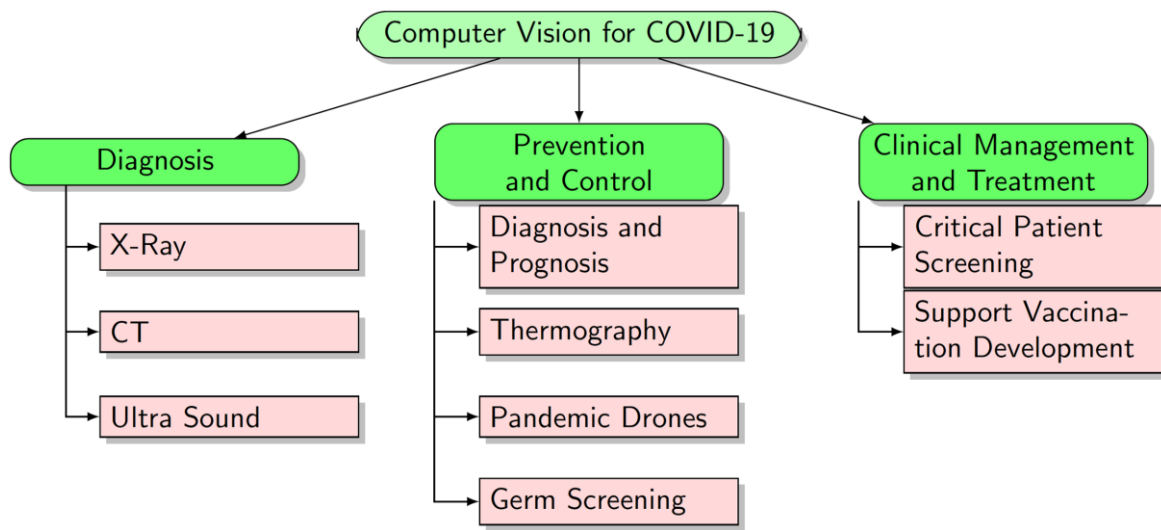 Computer Vision for COVID-19
Diagnosis
X-Ray
CT
Ultra Sound
Prevention
and Control
Diagnosis and
Prognosis
Thermography
Pandemic Drones
Germ Screening
Clinical Management
and Treatment
Critical Patient
Screening
Support Vaccina-
tion Development